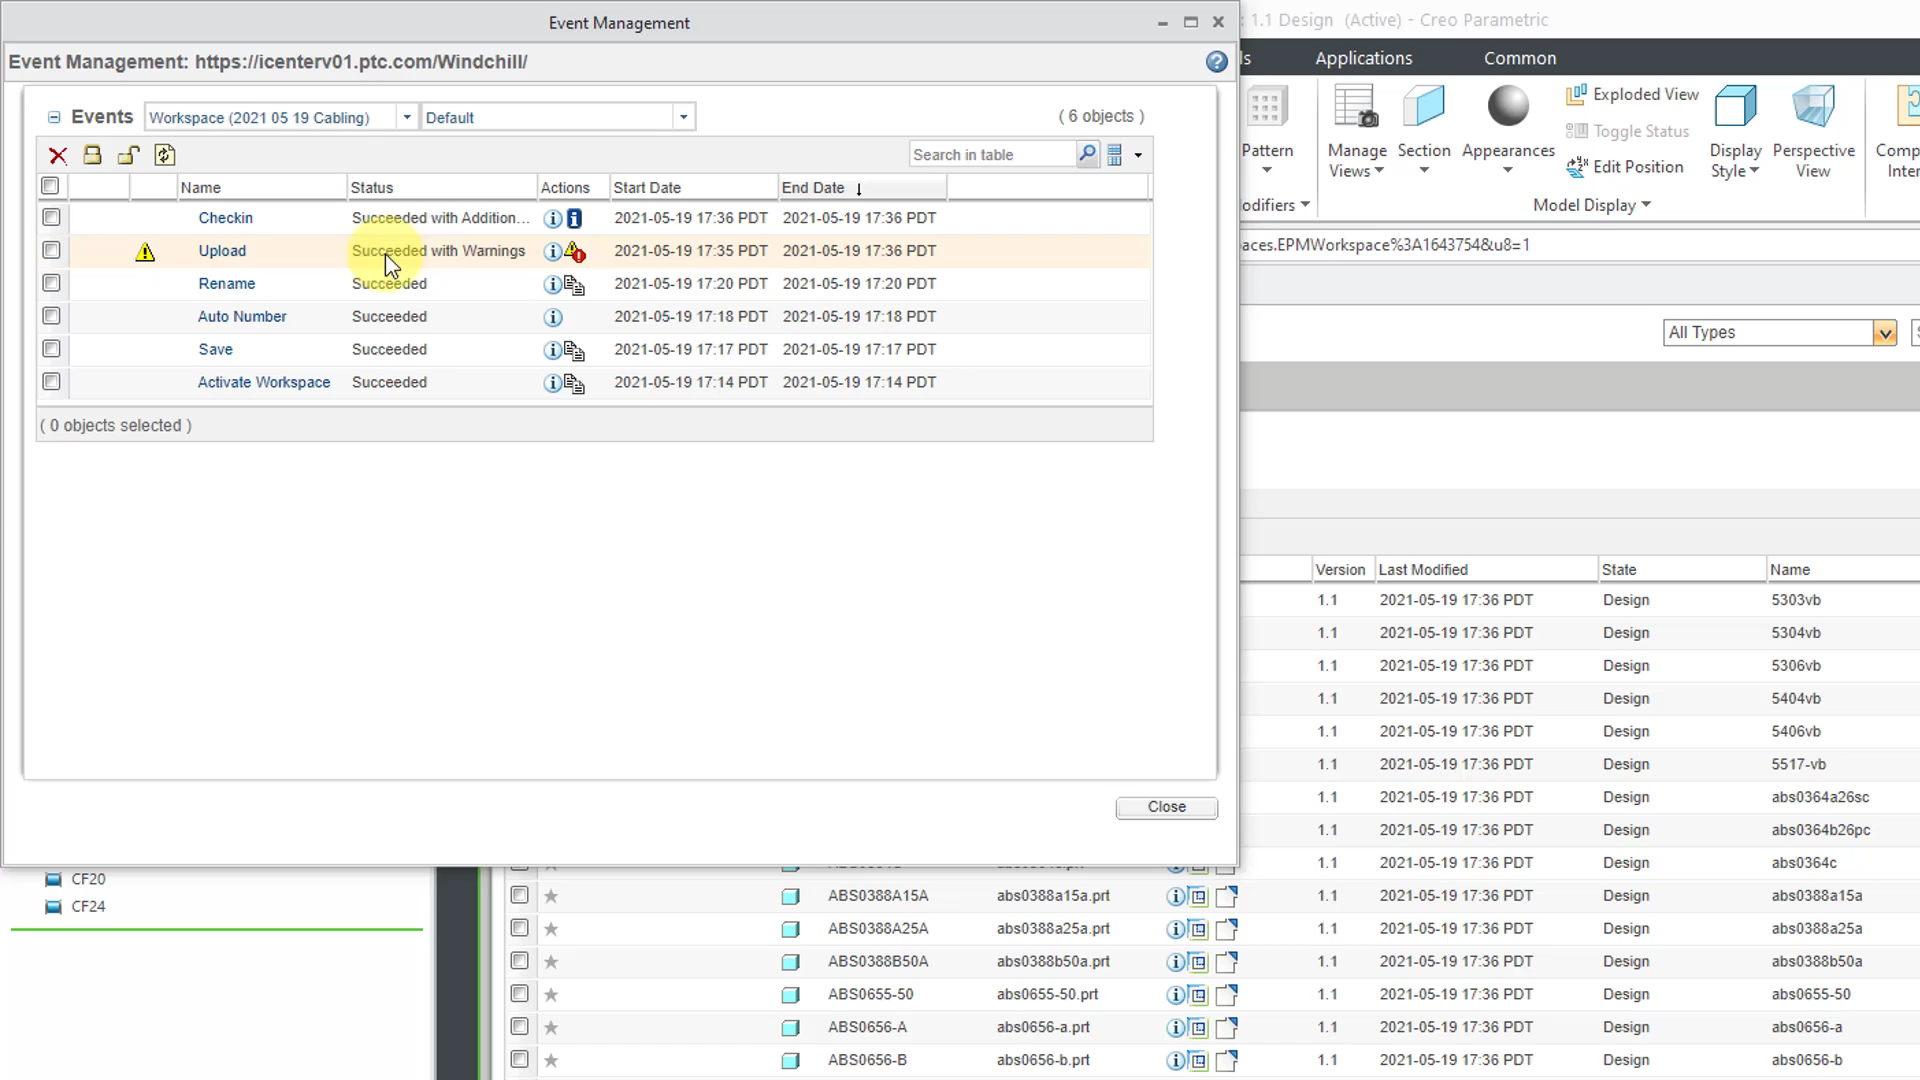 Event Management
: 1.1 Design (Active) - Creo Parametric
Event Management: https://icenterv01.ptc.com/Windchill/
ls Applications Common
Events Workspace (2021 05 19 Cabling) Default ( 6 objects )
Search in table
Name Status Actions Start Date End Date
Checkin Succeeded with Addition... 2021-05-19 17:36 PDT 2021-05-19 17:36 PDT
Upload Succeeded with Warnings 2021-05-19 17:35 PDT 2021-05-19 17:36 PDT
Rename Succeeded 2021-05-19 17:20 PDT 2021-05-19 17:20 PDT
Auto Number Succeeded 2021-05-19 17:18 PDT 2021-05-19 17:18 PDT
Save Succeeded 2021-05-19 17:17 PDT 2021-05-19 17:17 PDT
Activate Workspace Succeeded 2021-05-19 17:14 PDT 2021-05-19 17:14 PDT
( 0 objects selected )
Close
Pattern
Manage
Views
Section
Appearances
Exploded View
Toggle Status
Edit Position
Display
Style
Perspective
View
Comp
Inter
odifiers Model Display
aces.EPMWorkspace%3A1643754&u8=1
All Types
Version Last Modified State Name
1.1 2021-05-19 17:36 PDT Design 5303vb
1.1 2021-05-19 17:36 PDT Design 5304vb
1.1 2021-05-19 17:36 PDT Design 5306vb
1.1 2021-05-19 17:36 PDT Design 5404vb
1.1 2021-05-19 17:36 PDT Design 5406vb
1.1 2021-05-19 17:36 PDT Design 5517-vb
1.1 2021-05-19 17:36 PDT Design abs0364a26sc
1.1 2021-05-19 17:36 PDT Design abs0364b26pc
1.1 2021-05-19 17:36 PDT Design abs0364c
CF20
CF24
ABS0388A15A abs0388a15a.prt 1.1 2021-05-19 17:36 PDT Design abs0388a15a
ABS0388A25A abs0388a25a.prt 1.1 2021-05-19 17:36 PDT Design abs0388a25a
ABS0388B50A abs0388b50a.prt 1.1 2021-05-19 17:36 PDT Design abs0388b50a
ABS0655-50 abs0655-50.prt 1.1 2021-05-19 17:36 PDT Design abs0655-50
ABS0656-A abs0656-a.prt 1.1 2021-05-19 17:36 PDT Design abs0656-a
ABS0656-B abs0656-b.prt 1.1 2021-05-19 17:36 PDT Design abs0656-b